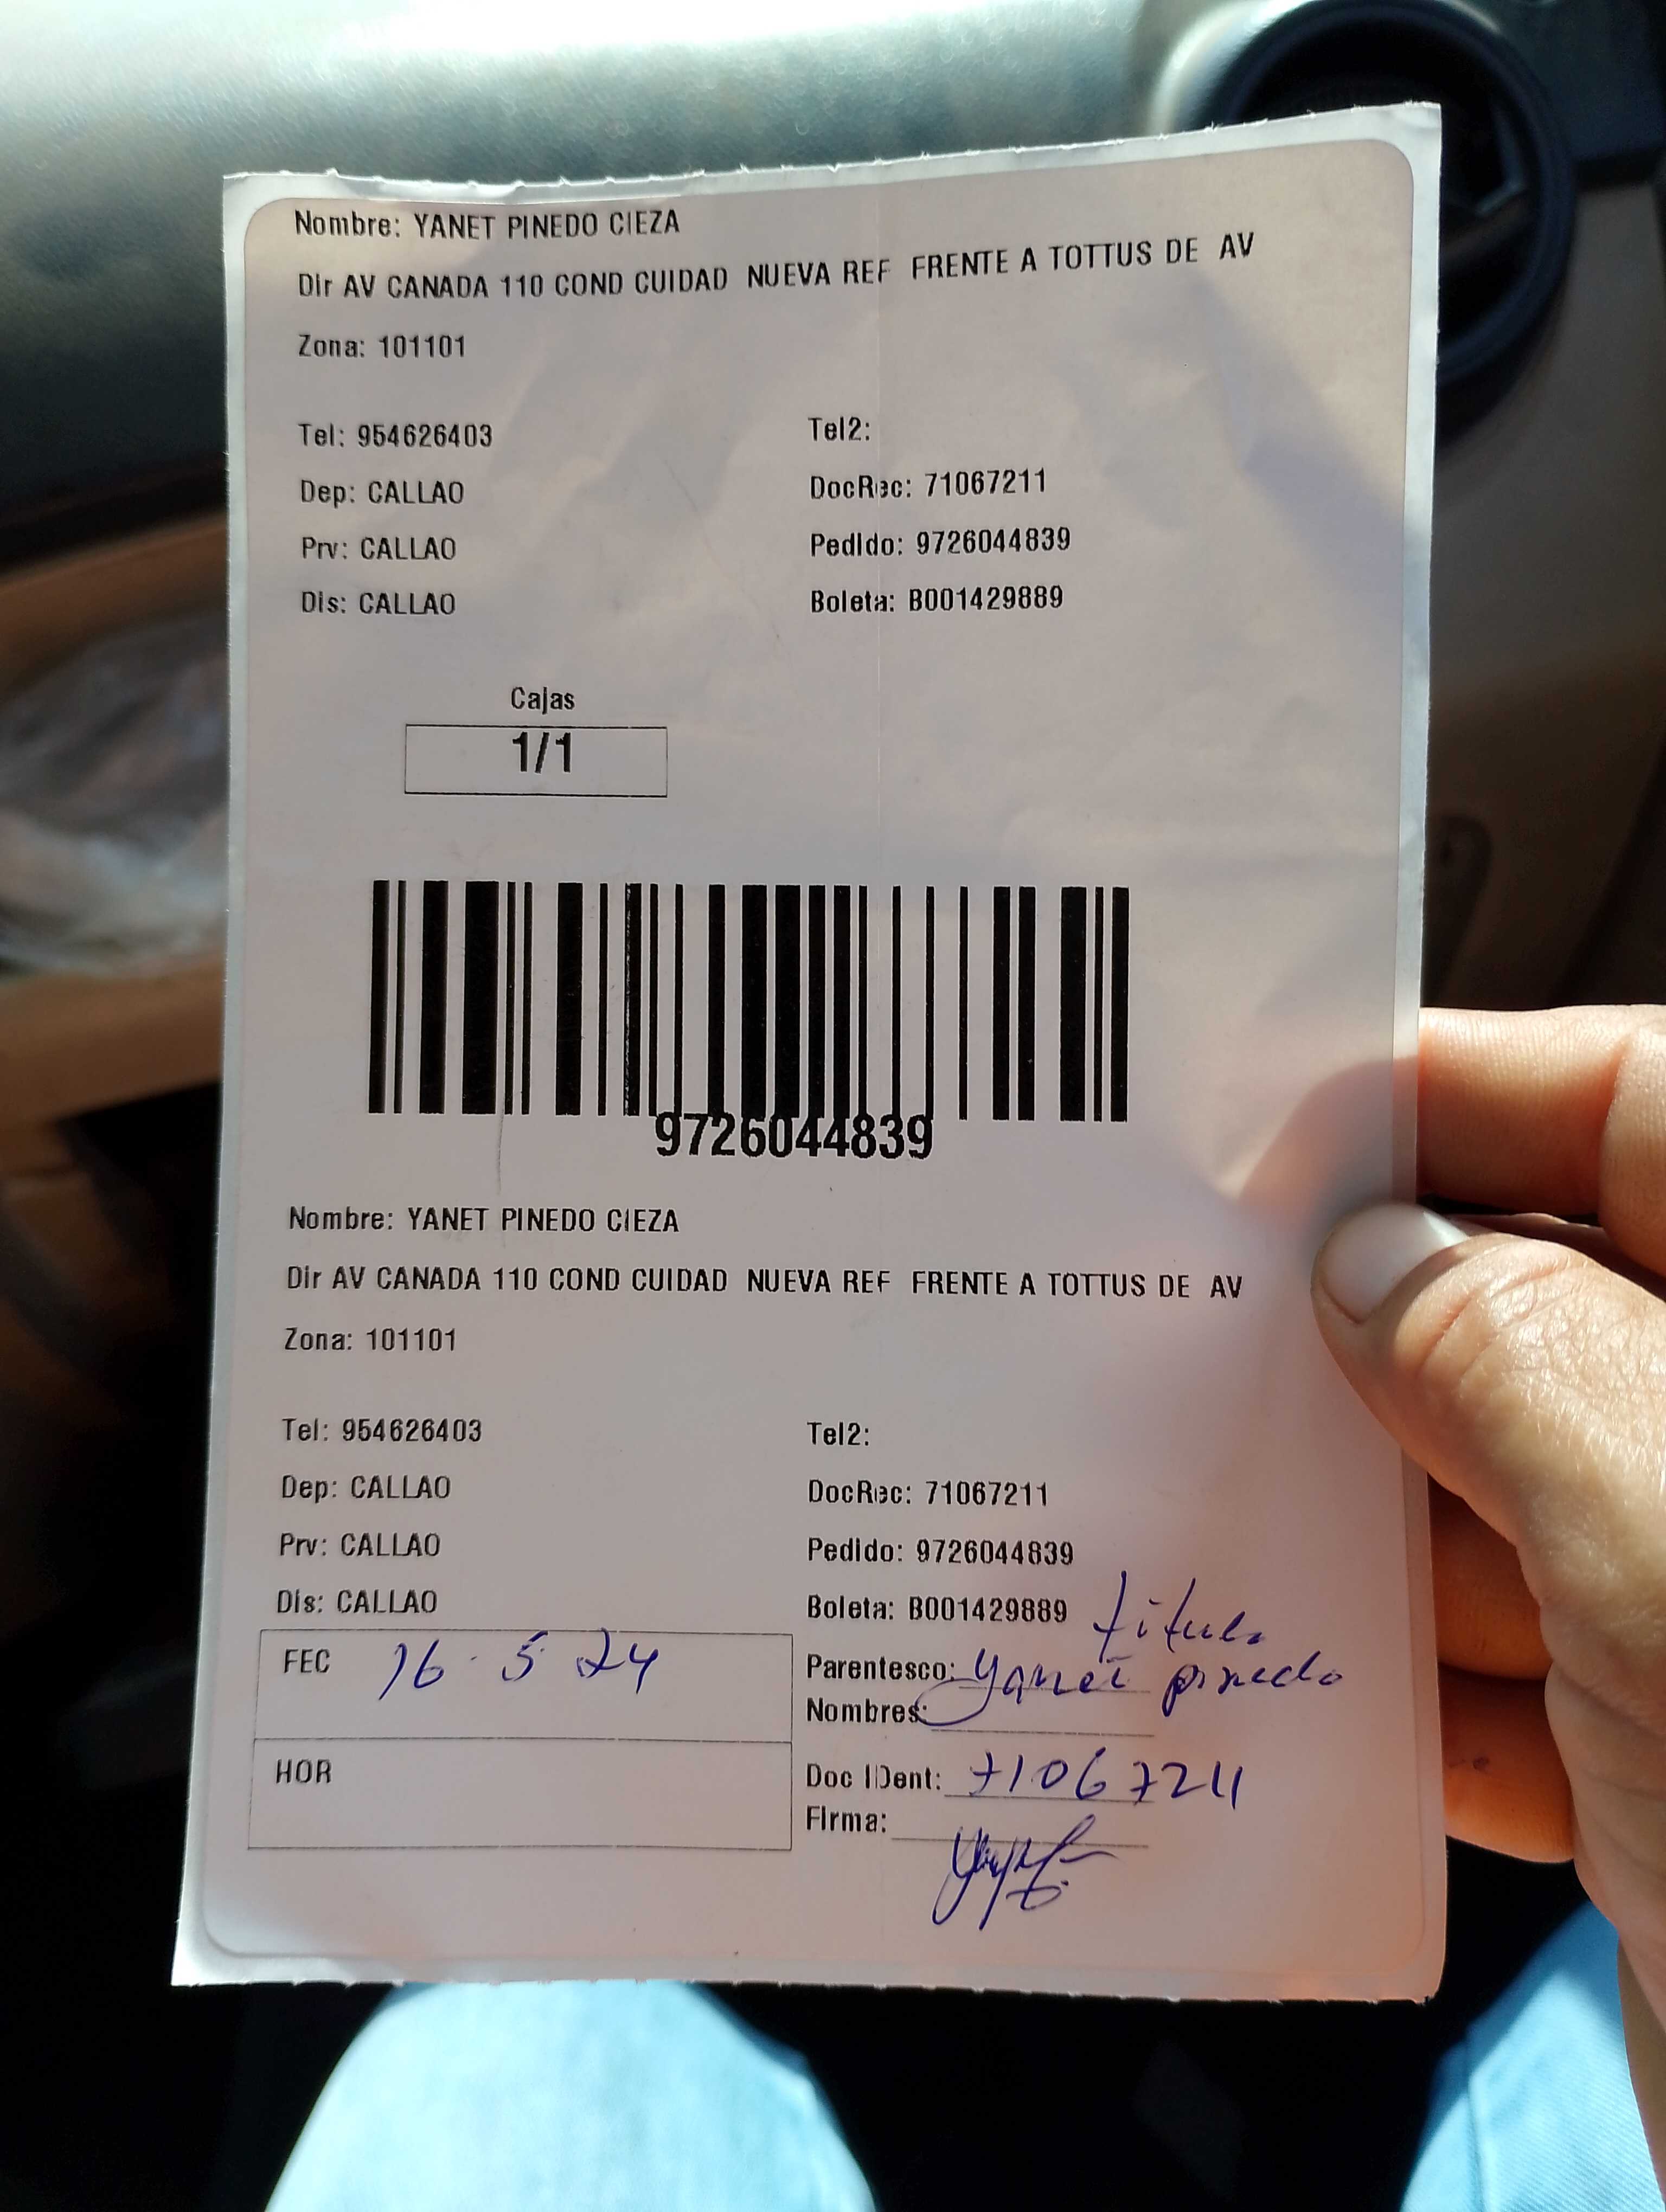 Nombre: YANET PINEDO CIEZA
Dir AV CANADA 110 COND CUIDAD NUEVA REF FRENTE A TOTTUS DE AV
Zona: 101101
Tel: 954626403 Tel2:
Dep: CALLAO DocRec: 71067211
Prv: CALLAO Pedido: 9726044839
Dis: CALLAO Boleta: B001429889
Cajas
1/1
9726044839
Nombre: YANET PINEDO CIEZA
Dir AV CANADA 110 COND CUIDAD NUEVA REF FRENTE A TOTTUS DE AV
Zona: 101101
Tel: 954626403 Tel2:
Dep: CALLAO DocRec: 71067211
Prv: CALLAO Pedido: 9726044839
Dis: CALLAO Boleta: B001429889
FEC 16 · 5 24
Parentesco: yanet pinedo
Nombres:
HOR Doc IDent: 71067211
Firma: